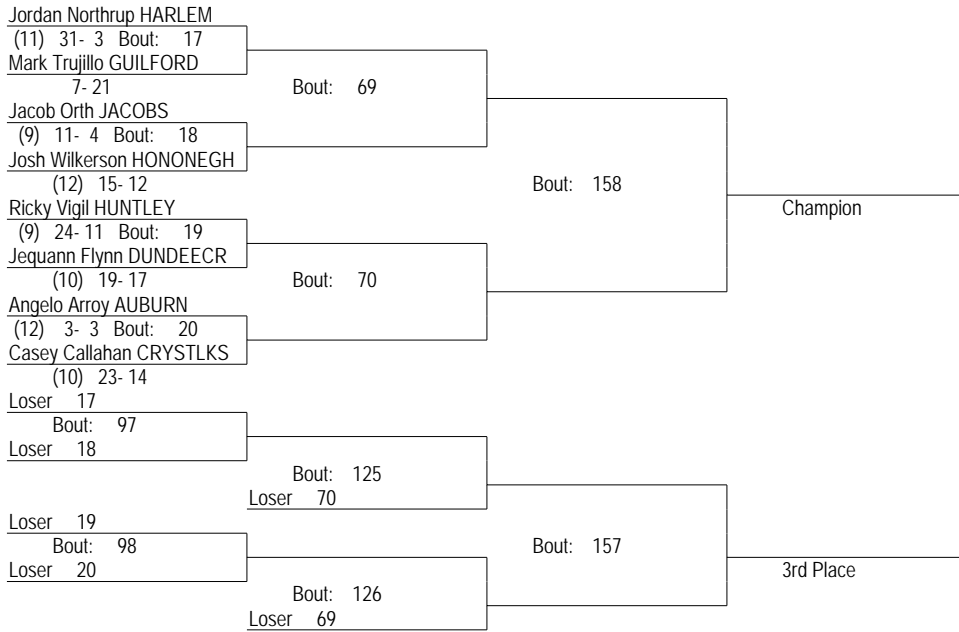 Jordan Northrup HARLEM
(11) 31- 3 Bout: 17
Mark Trujillo GUILFORD
7- 21 Bout: 69
Jacob Orth JACOBS
(9) 11- 4 Bout: 18
Josh Wilkerson HONONEGH
(12) 15- 12 Bout: 158
Ricky Vigil HUNTLEY Champion
(9) 24- 11 Bout: 19
Jequann Flynn DUNDEECR
(10) 19- 17 Bout: 70
Angelo Arroy AUBURN
(12) 3- 3 Bout: 20
Casey Callahan CRYSTLKS
(10) 23- 14
Loser 17
Bout: 97
Loser 18
Bout: 125
Loser 70
Loser 19
Bout: 98 Bout: 157
Loser 20 3rd Place
Bout: 126
Loser 69